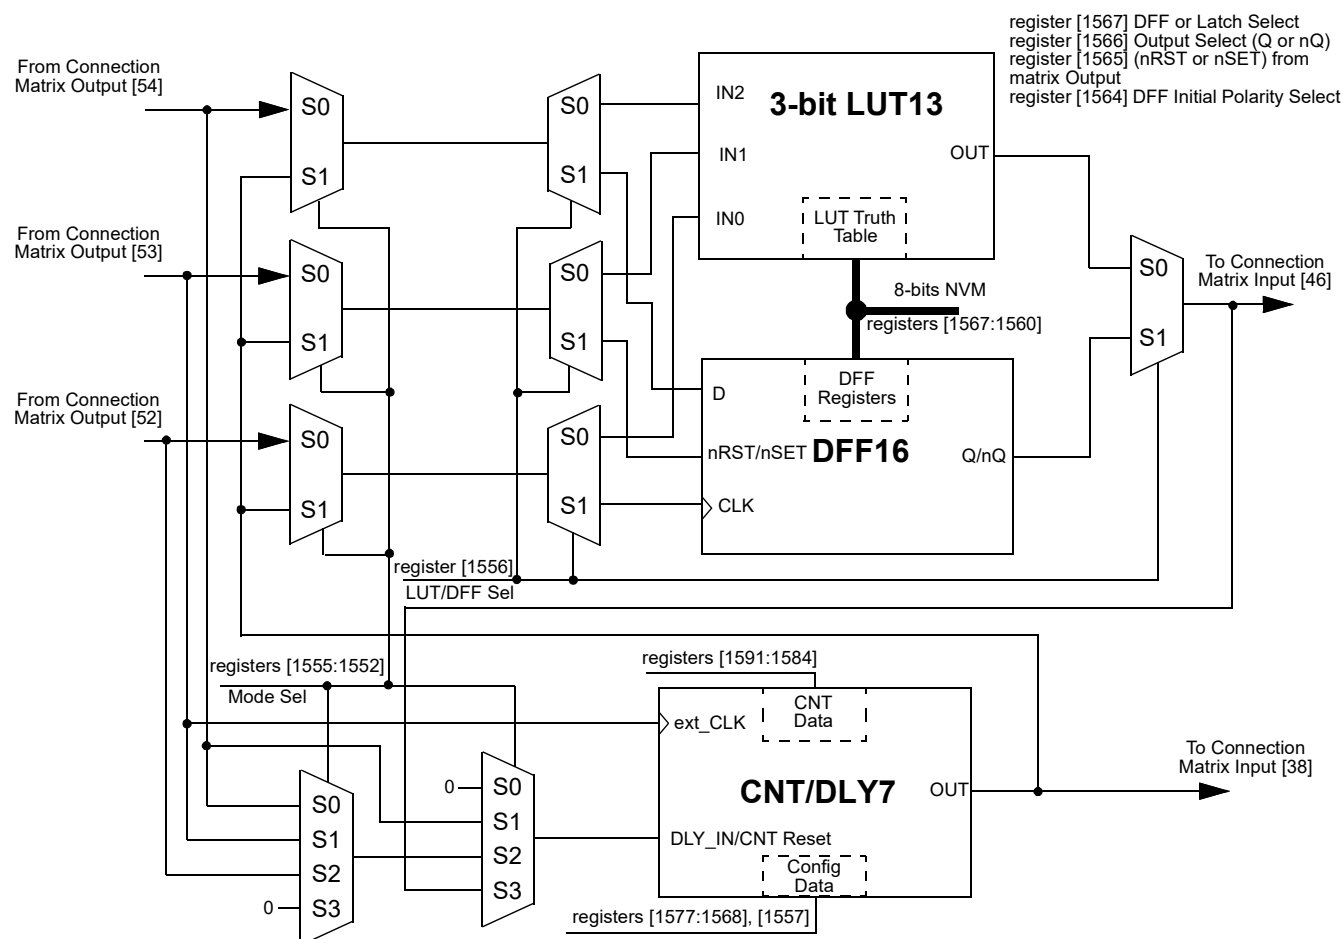 register [1567] DFF or Latch Select
register [1566] Output Select (Q or nQ)
register [1565] (nRST or nSET) from
matrix Output
register [1564] DFF Initial Polarity Select
From Connection
Matrix Output [54]
S0
S1
S0
S1
IN2
3-bit LUT13
IN1
OUT
IN0
LUT Truth
Table
From Connection
Matrix Output [53]
S0
S1
S0
S1
8-bits NVM
registers [1567:1560]
S0
S1
To Connection
Matrix Input [46]
From Connection
Matrix Output [52]
S0
S1
S0
S1
D
DFF
Registers
nRST/nSET
DFF16
Q/nQ
CLK
register [1556]
LUT/DFF Sel
registers [1555:1552]
Mode Sel
registers [1591:1584]
CNT
Data
ext_CLK
CNT/DLY7
OUT
To Connection
Matrix Input [38]
DLY_IN/CNT Reset
Config
Data
0
S0
S1
S2
S3
S0
S1
S2
0
S3
registers [1577:1568], [1557]